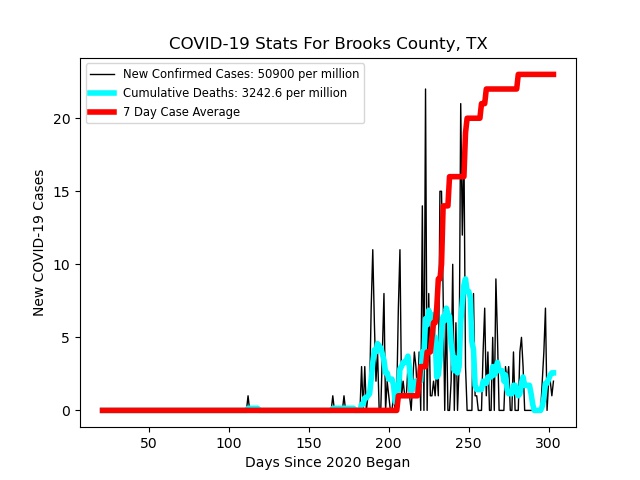 COVID-19 Stats For Brooks County, TX
New Confirmed Cases: 50900 per million
Cumulative Deaths: 3242.6 per million
7 Day Case Average
New COVID-19 Cases
20
15
10
5
0
50 100 150 200 250 300
Days Since 2020 Began